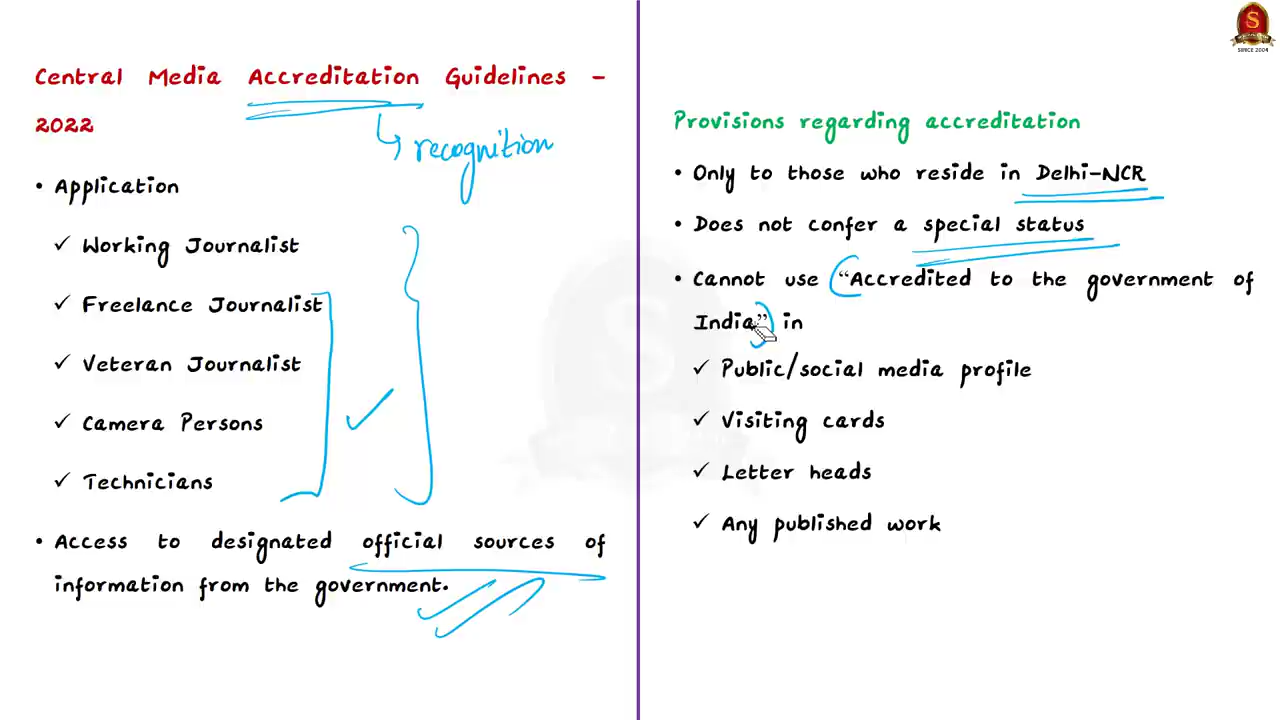 Central Media Accreditation Guidelines -
2022
recognition
• Application
✓ Working Journalist
✓ Freelance Journalist
✓ Veteran Journalist
✓ Camera Persons
✓ Technicians
• Access to designated official sources of
information from the government.
S
SINCE 2004
Provisions regarding accreditation
• Only to those who reside in Delhi-NCR
• Does not confer a special status
• Cannot use “Accredited to the government of
India” in
✓ Public/social media profile
✓ Visiting cards
✓ Letter heads
✓ Any published work